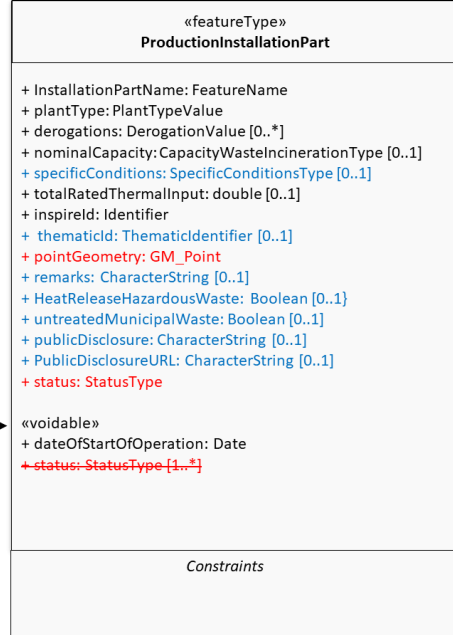 «featureType»
ProductionInstallationPart
+ InstallationPartName: FeatureName
+ plantType: PlantTypeValue
+ derogations: DerogationValue [0..*]
+ nominalCapacity: CapacityWasteIncinerationType [0..1]
+ specificConditions: SpecificConditionsType [0..1]
+ totalRatedThermalInput: double [0..1]
+ inspireId: Identifier
+ thematicId: ThematicIdentifier [0..1]
+ pointGeometry: GM_Point
+ remarks: CharacterString [0..1]
+ HeatReleaseHazardousWaste: Boolean [0..1}
+ untreatedMunicipalWaste: Boolean [0..1]
+ publicDisclosure: CharacterString [0..1]
+ PublicDisclosureURL: CharacterString [0..1]
+ status: StatusType
«voidable»
+ dateOfStartOfOperation: Date
+ status: StatusType [1..*]
Constraints